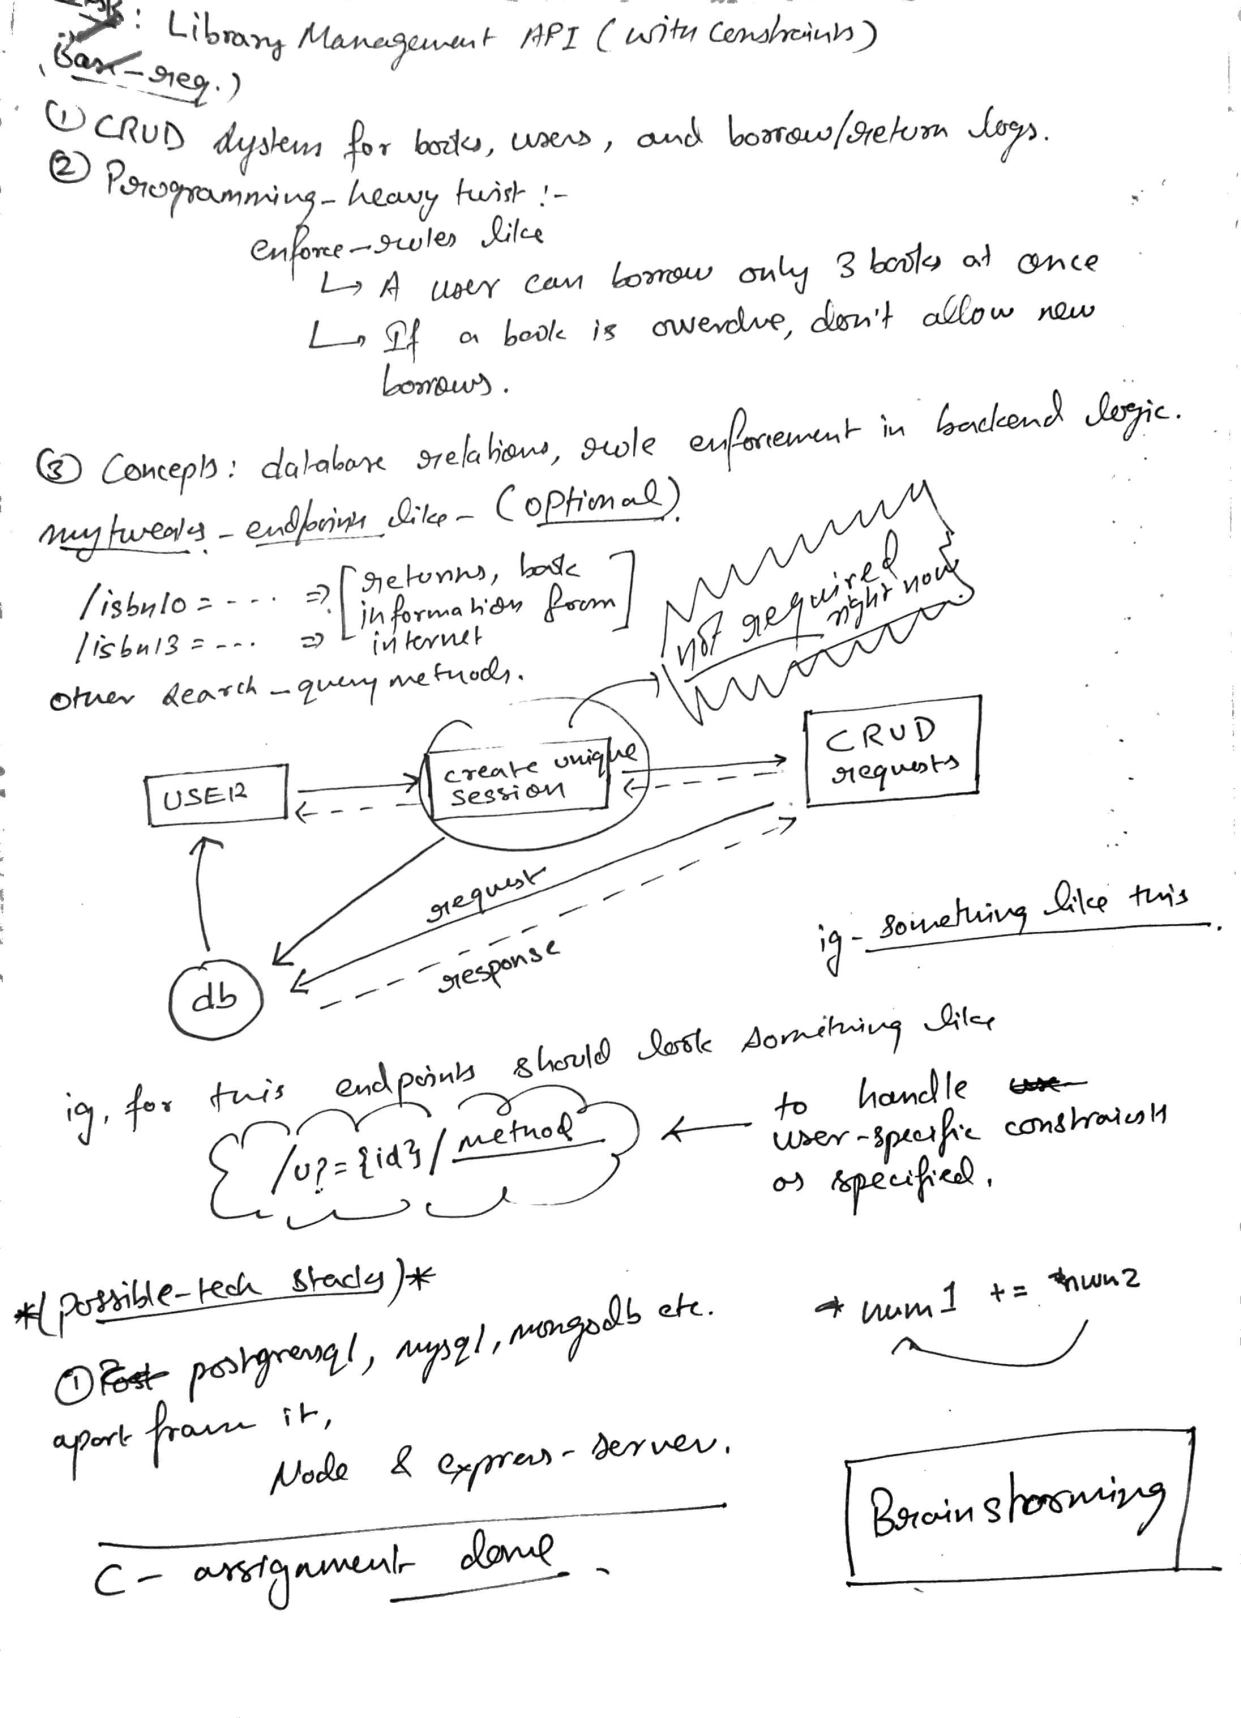 : Library Management API (with Constraints)
(Base-req.)
① CRUD system for books, users, and borrow/return logs.
② Programming-heavy twist :-
enforce-rules like
↳ A user can borrow only 3 books at once
↳ If a book is overdue, don't allow new
borrows.
③ Concepts: database relations, rule enforcement in backend logic.
my tweaks - endpoints like - (optional)
/isbn10 = - - - ⇒ [returns, book
information from
/isbn13 = - - - ⇒ internet]
other search-query methods.
not required
right now
USER
create unique
session
CRUD
requests
request
response
db
ig - something like this.
ig, for this endpoints should look something like
{ /u?={id}/method }
← to handle
user-specific constraints
as specified.
*(possible-tech stacks)*
① Post postgresql, mysql, mongodb etc.
apart from it,
Node & express-server.
* num1 += *num2
C - assignment done.
Brainstorming